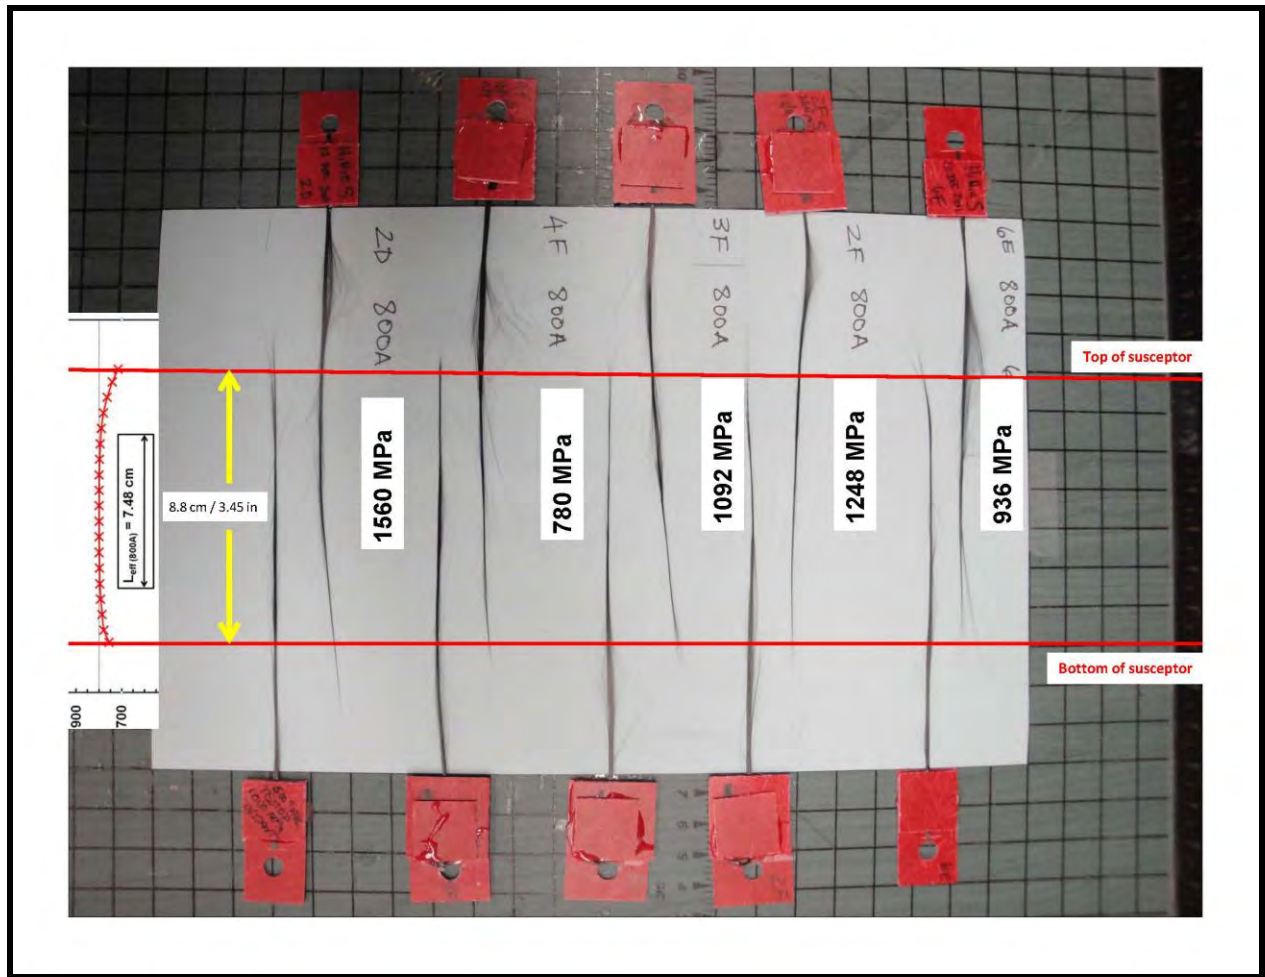 2D 800A
4F 800A
3F 800A
2F 800A
6E 800A 6
Top of susceptor
1560 MPa
780 MPa
1092 MPa
1248 MPa
936 MPa
L eff (800A) = 7.48 cm
8.8 cm / 3.45 in
Bottom of susceptor
900
700